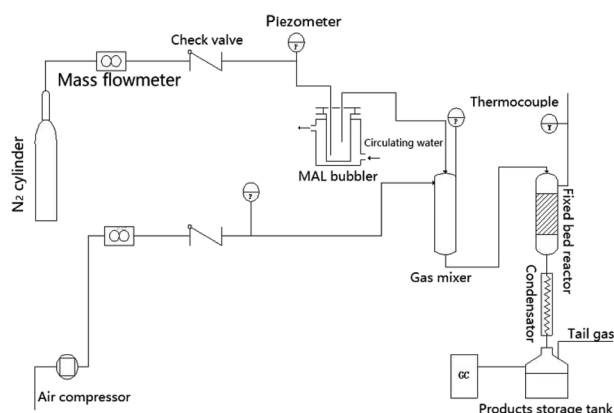 Piezometer
Check valve
P
Mass flowmeter
Thermocouple
P
T
Circulating water
N2 cylinder
MAL bubbler
P
Fixed bed reactor
Gas mixer
Condensator
Tail gas
GC
Air compressor
Products storage tank